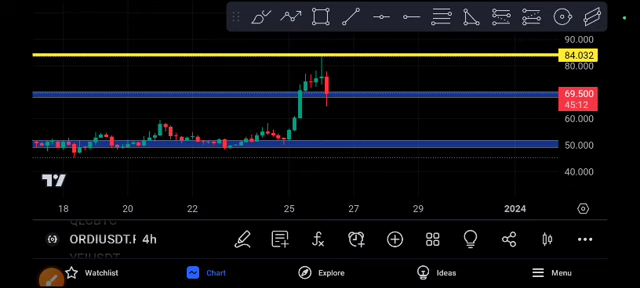 90.000
84.032
80.000
69.500
45:12
60.000
50.000
40.000
18 20 22 25 27 29 2024
ORDIUSDT.F 4h
Watchlist Chart Explore Ideas Menu